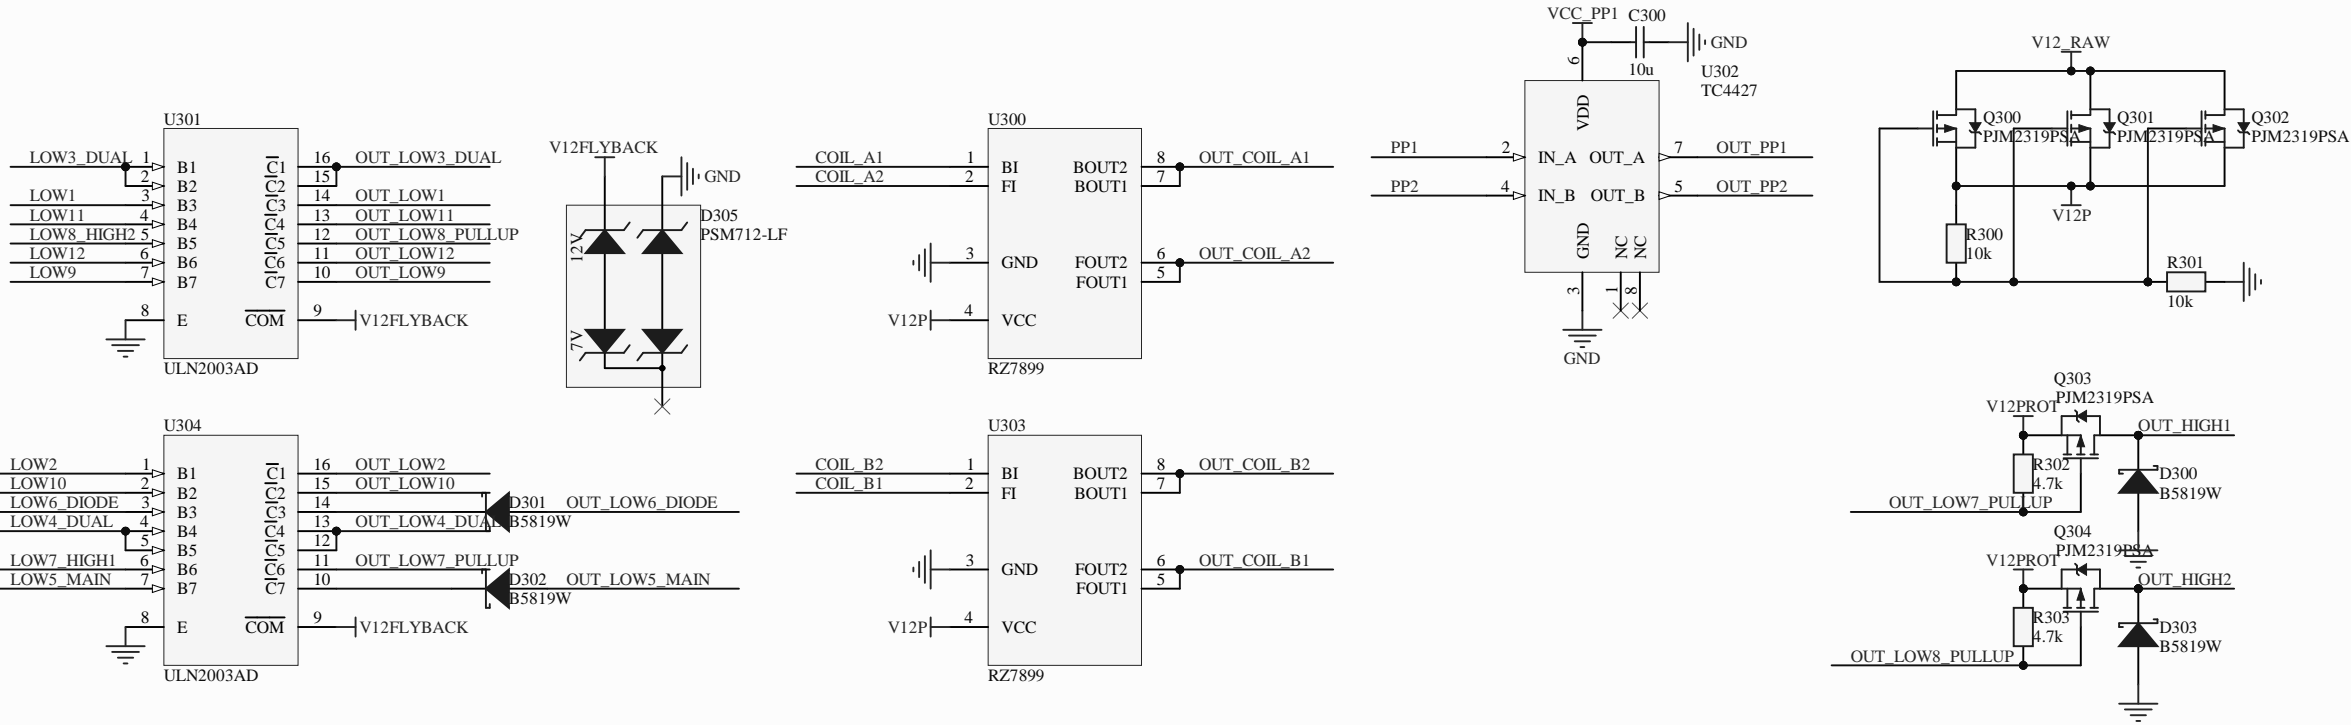 U301
LOW3_DUAL
1
B1
C1
16
OUT_LOW3_DUAL
2
B2
C2
15
LOW1
3
B3
C3
14
OUT_LOW1
LOW11
4
B4
C4
13
OUT_LOW11
LOW8_HIGH2
5
B5
C5
12
OUT_LOW8_PULLUP
LOW12
6
B6
C6
11
OUT_LOW12
LOW9
7
B7
C7
10
OUT_LOW9
8
E
COM
9
V12FLYBACK
ULN2003AD
V12FLYBACK
GND
D305
PSM712-LF
12V
7V
U304
LOW2
1
B1
C1
16
OUT_LOW2
LOW10
2
B2
C2
15
OUT_LOW10
LOW6_DIODE
3
B3
C3
14
D301
B5819W
OUT_LOW6_DIODE
LOW4_DUAL
4
B4
C4
13
OUT_LOW4_DUAL
5
B5
C5
12
LOW7_HIGH1
6
B6
C6
11
OUT_LOW7_PULLUP
LOW5_MAIN
7
B7
C7
10
D302
B5819W
OUT_LOW5_MAIN
8
E
COM
9
V12FLYBACK
ULN2003AD
U300
COIL_A1
1
BI
BOUT2
8
OUT_COIL_A1
COIL_A2
2
FI
BOUT1
7
3
GND
FOUT2
6
OUT_COIL_A2
FOUT1
5
V12P
4
VCC
RZ7899
U303
COIL_B2
1
BI
BOUT2
8
OUT_COIL_B2
COIL_B1
2
FI
BOUT1
7
3
GND
FOUT2
6
OUT_COIL_B1
FOUT1
5
V12P
4
VCC
RZ7899
VCC_PP1
C300
GND
10u
6
U302
TC4427
VDD
PP1
2
IN_A
OUT_A
7
OUT_PP1
PP2
4
IN_B
OUT_B
5
OUT_PP2
GND
NC
NC
3
1
8
GND
V12_RAW
Q300
PJM2319PSA
Q301
PJM2319PSA
Q302
PJM2319PSA
V12P
R300
10k
R301
10k
Q303
PJM2319PSA
V12PROT
OUT_HIGH1
R302
4.7k
D300
B5819W
OUT_LOW7_PULLUP
Q304
PJM2319PSA
V12PROT
OUT_HIGH2
R303
4.7k
D303
B5819W
OUT_LOW8_PULLUP